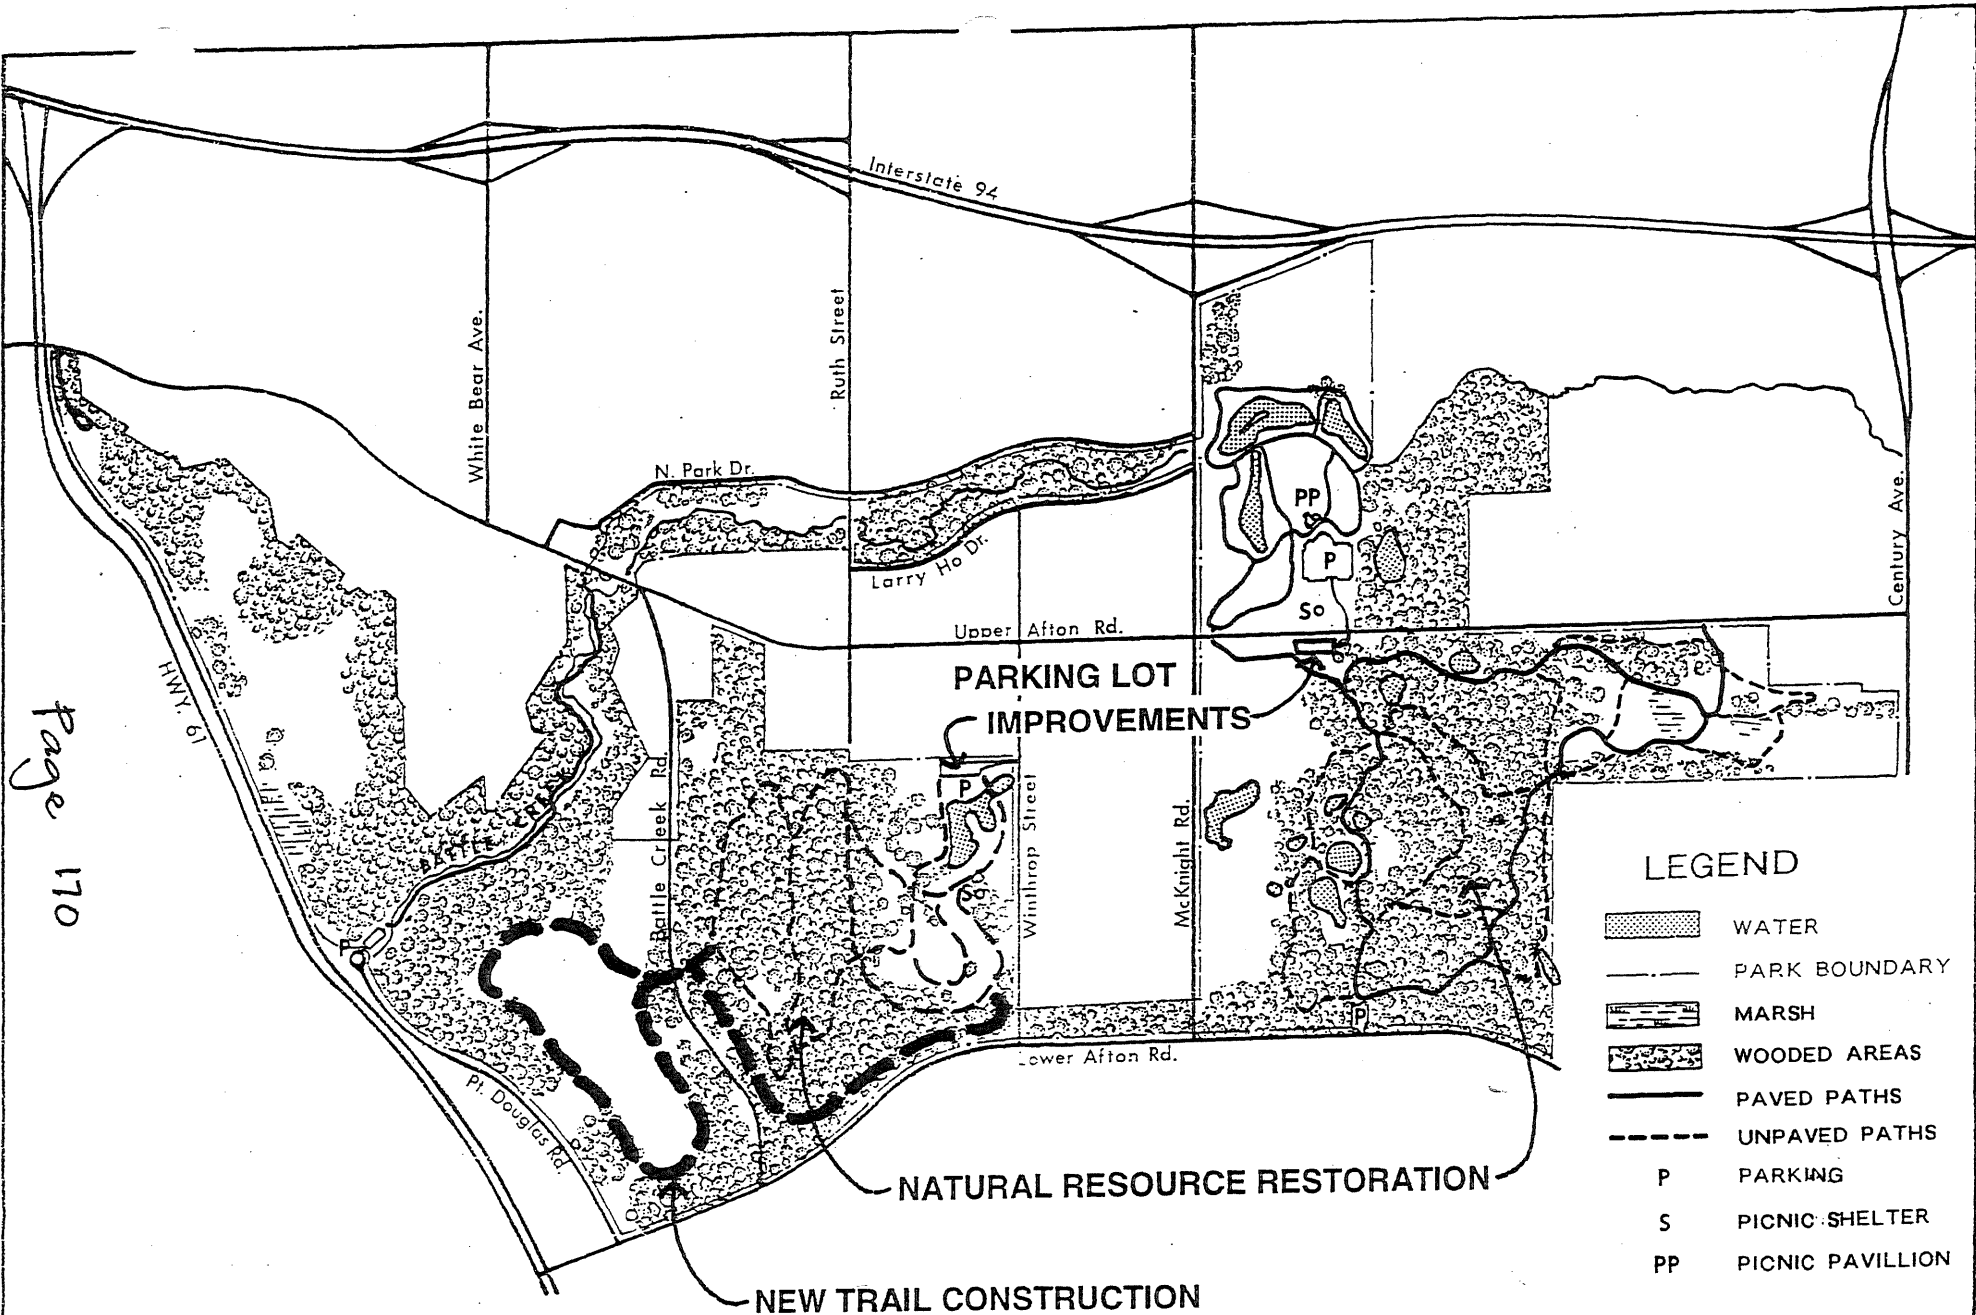 Interstate 94
White Bear Ave.
Ruth Street
N. Park Dr.
Larry Ho Dr.
PP
P
So
Century Ave.
Upper Afton Rd.
HWY. 61
PARKING LOT
IMPROVEMENTS
Page 170
P
BATTLE CREEK
Battle Creek Rd.
Winthrop Street
McKnight Rd.
P
P
Lower Afton Rd.
Pt. Douglas Rd
NATURAL RESOURCE RESTORATION
NEW TRAIL CONSTRUCTION
LEGEND
WATER
PARK BOUNDARY
MARSH
WOODED AREAS
PAVED PATHS
UNPAVED PATHS
P PARKING
S PICNIC SHELTER
PP PICNIC PAVILLION